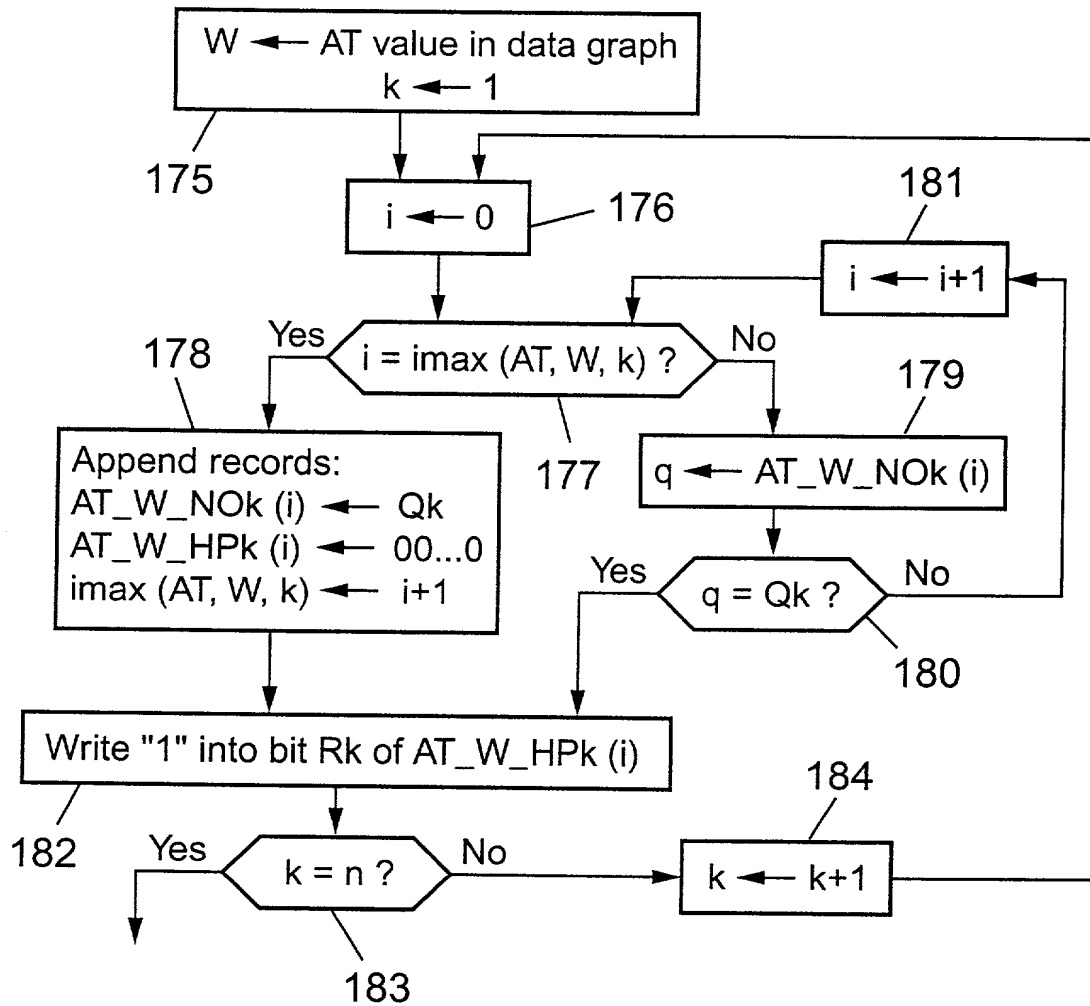 W ← AT value in data graph
k ← 1
175
i ← 0
176
181
i ← i+1
Yes
i = imax (AT, W, k) ?
No
178
177
179
Append records:
AT_W_NOk (i) ← Qk
AT_W_HPk (i) ← 00...0
imax (AT, W, k) ← i+1
q ← AT_W_NOk (i)
Yes
q = Qk ?
No
180
Write "1" into bit Rk of AT_W_HPk (i)
182
184
Yes
k = n ?
No
k ← k+1
183